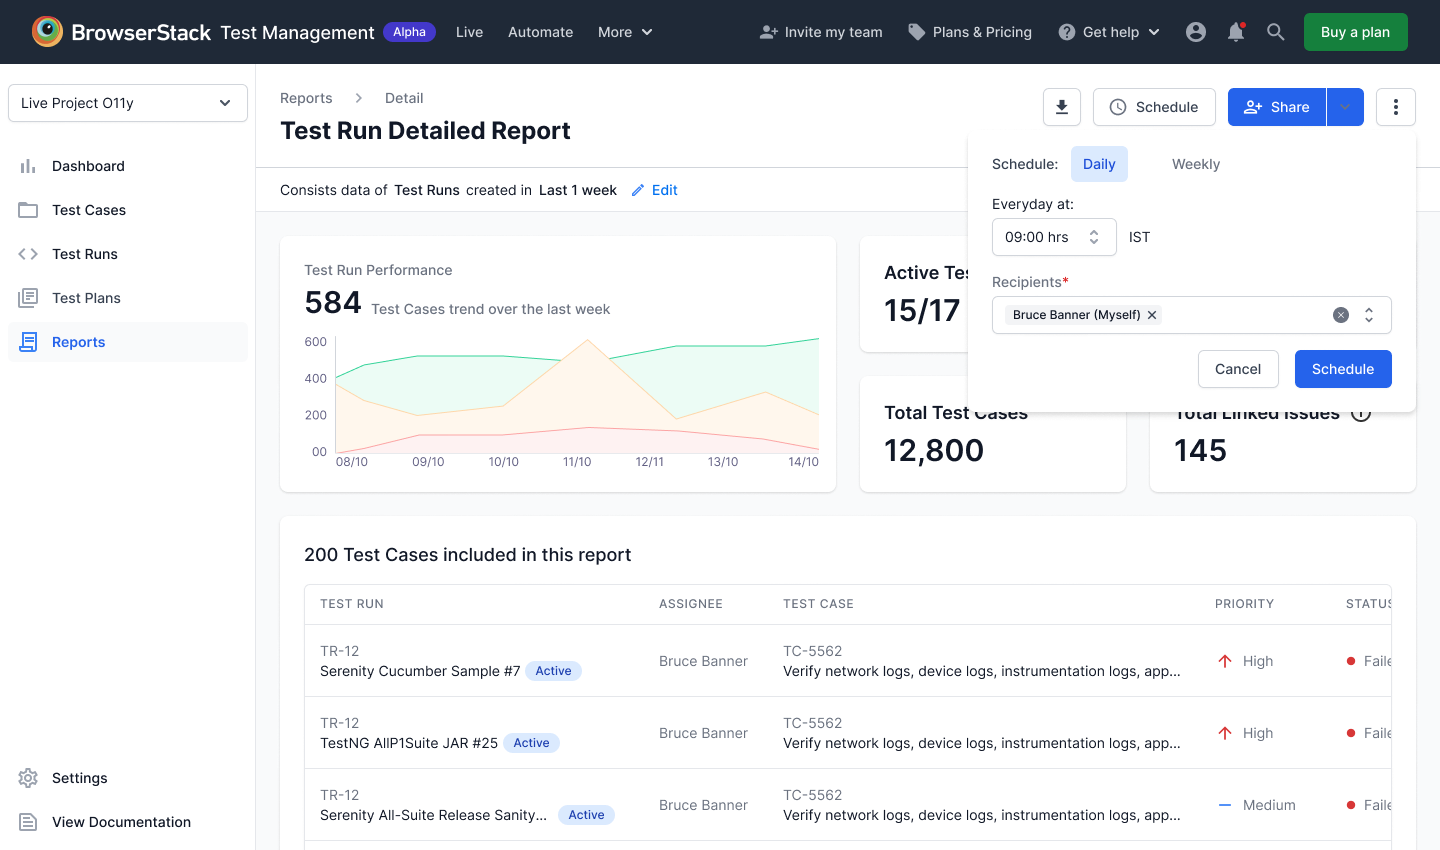 BrowserStack Test Management Alpha Live Automate More Invite my team Plans & Pricing Get help Buy a plan
Live Project O11y
Dashboard
Test Cases
Test Runs
Test Plans
Reports
Settings
View Documentation
Reports Detail
Test Run Detailed Report
Schedule
Share
Consists data of Test Runs created in Last 1 week Edit
Schedule: Daily Weekly
Everyday at:
09:00 hrs IST
Recipients*
Bruce Banner (Myself)
Cancel Schedule
Test Run Performance
584 Test Cases trend over the last week
600
400
200
00
08/10 09/10 10/10 11/10 12/11 13/10 14/10
Active Tes
15/17
Total Test Cases
12,800
Total Linked Issues
145
200 Test Cases included in this report
TEST RUN ASSIGNEE TEST CASE PRIORITY STATUS
TR-12 TC-5562
Serenity Cucumber Sample #7 Active Bruce Banner Verify network logs, device logs, instrumentation logs, app... High Faile
TR-12 TC-5562
TestNG AllP1Suite JAR #25 Active Bruce Banner Verify network logs, device logs, instrumentation logs, app... High Faile
TR-12 TC-5562
Serenity All-Suite Release Sanity... Active Bruce Banner Verify network logs, device logs, instrumentation logs, app... Medium Faile